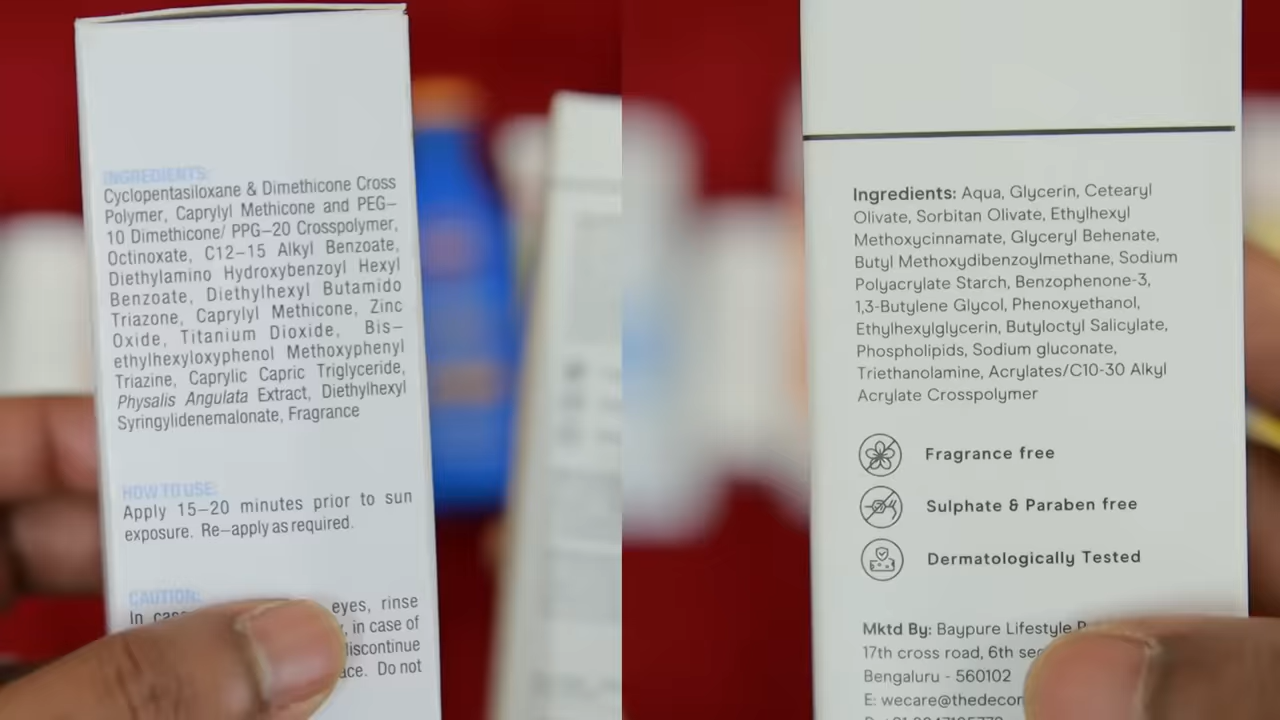 INGREDIENTS:
Cyclopentasiloxane & Dimethicone Cross
Polymer, Caprylyl Methicone and PEG–
10 Dimethicone/ PPG–20 Crosspolymer,
Octinoxate, C12–15 Alkyl Benzoate,
Diethylamino Hydroxybenzoyl Hexyl
Benzoate, Diethylhexyl Butamido
Triazone, Caprylyl Methicone, Zinc
Oxide, Titanium Dioxide, Bis–
ethylhexyloxyphenol Methoxyphenyl
Triazine, Caprylic Capric Triglyceride,
Physalis Angulata Extract, Diethylhexyl
Syringylidenemalonate, Fragrance
HOW TO USE:
Apply 15–20 minutes prior to sun
exposure. Re–apply as required.
CAUTION:
In eyes, rinse
, in case of
discontinue
Do not
Ingredients: Aqua, Glycerin, Cetearyl
Olivate, Sorbitan Olivate, Ethylhexyl
Methoxycinnamate, Glyceryl Behenate,
Butyl Methoxydibenzoylmethane, Sodium
Polyacrylate Starch, Benzophenone-3,
1,3-Butylene Glycol, Phenoxyethanol,
Ethylhexylglycerin, Butyloctyl Salicylate,
Phospholipids, Sodium gluconate,
Triethanolamine, Acrylates/C10-30 Alkyl
Acrylate Crosspolymer
Fragrance free
Sulphate & Paraben free
Dermatologically Tested
Mktd By: Baypure Lifestyle
17th cross road, 6th
Bengaluru - 560102
E: